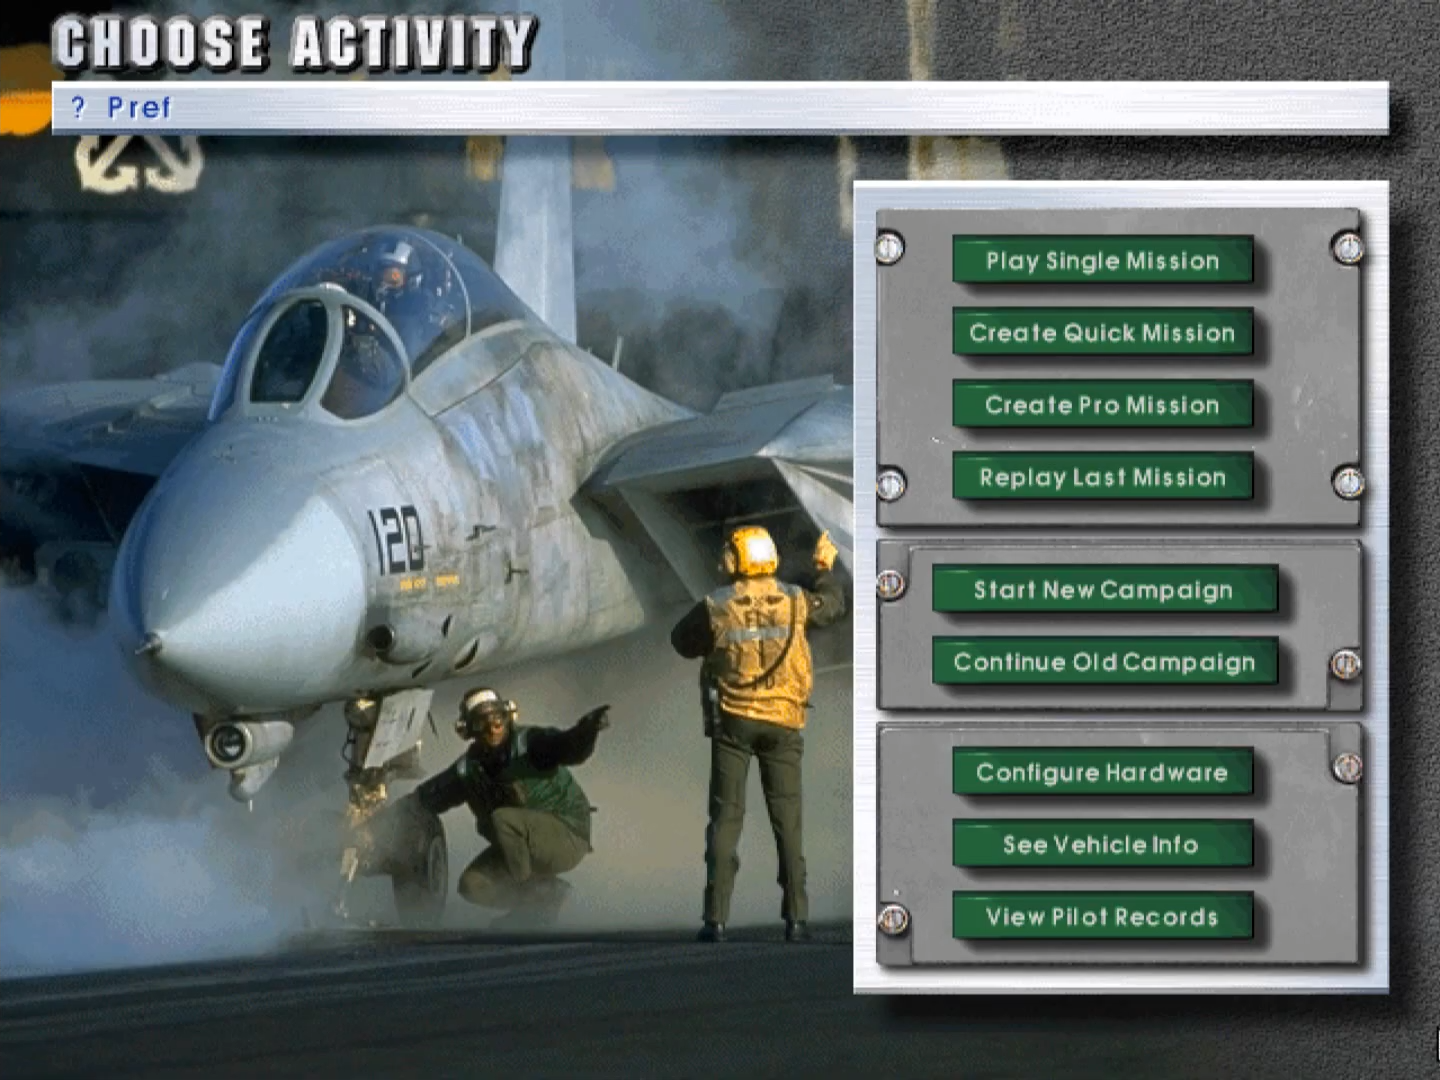 CHOOSE ACTIVITY
? Pref
Play Single Mission
Create Quick Mission
Create Pro Mission
Replay Last Mission
120
Start New Campaign
Continue Old Campaign
Configure Hardware
See Vehicle Info
View Pilot Records